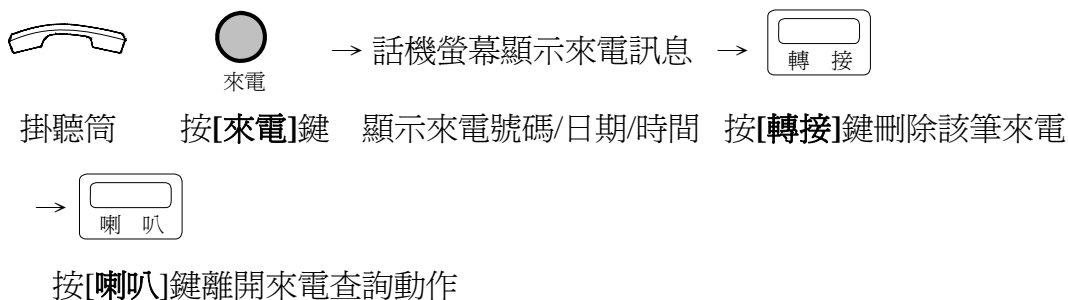 → 話機螢幕顯示來電訊息 → 轉 接
來電
掛聽筒 按[來電]鍵 顯示來電號碼/日期/時間 按[轉接]鍵刪除該筆來電
→ 喇 叭
按[喇叭]鍵離開來電查詢動作